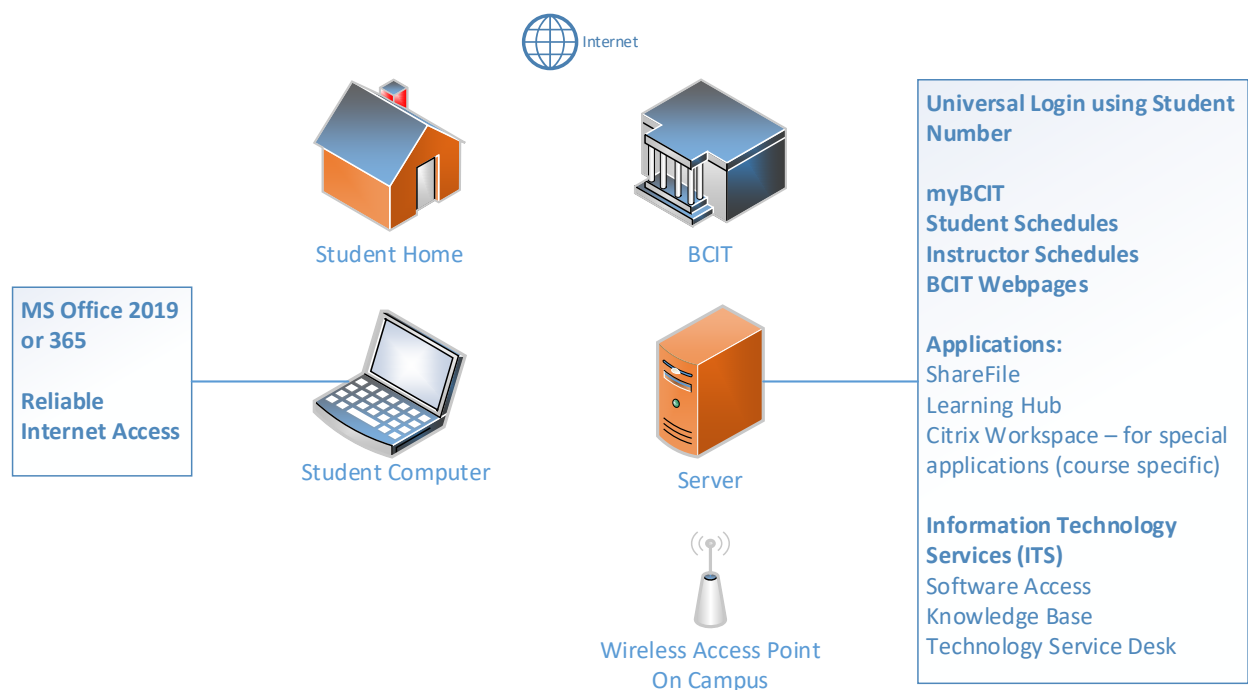 Internet
Student Home
BCIT
MS Office 2019
or 365
Reliable
Internet Access
Student Computer
Server
Wireless Access Point
On Campus
Universal Login using Student
Number
myBCIT
Student Schedules
Instructor Schedules
BCIT Webpages
Applications:
ShareFile
Learning Hub
Citrix Workspace – for special
applications (course specific)
Information Technology
Services (ITS)
Software Access
Knowledge Base
Technology Service Desk